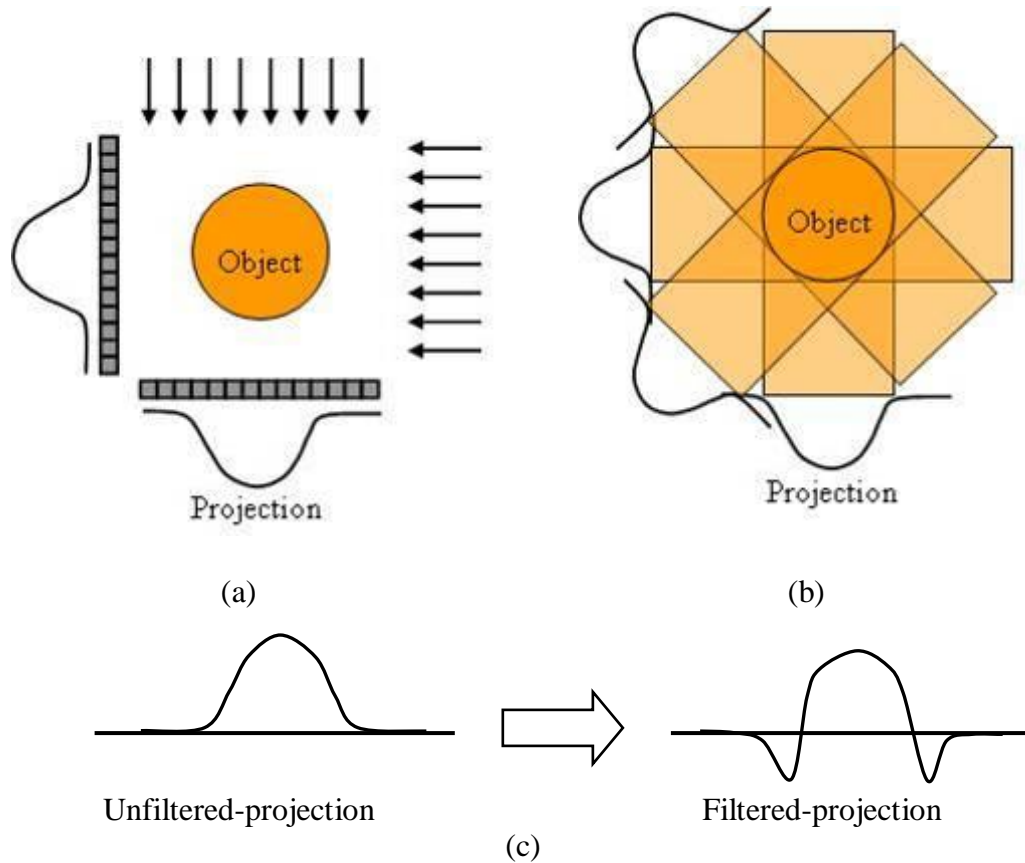 Object
Projection
(a)
Object
Projection
(b)
Unfiltered-projection
Filtered-projection
(c)